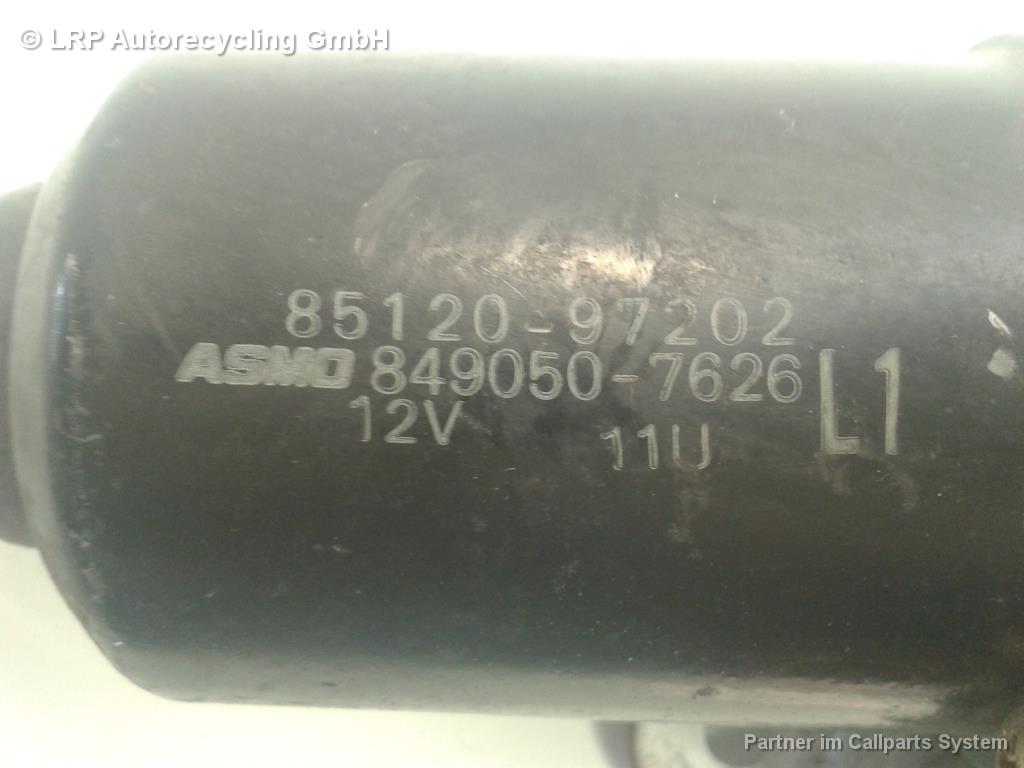 © LRP Autorecycling GmbH
85120-97202
ASMO 849050-7626 L1
12V 11U
Partner im Callparts System